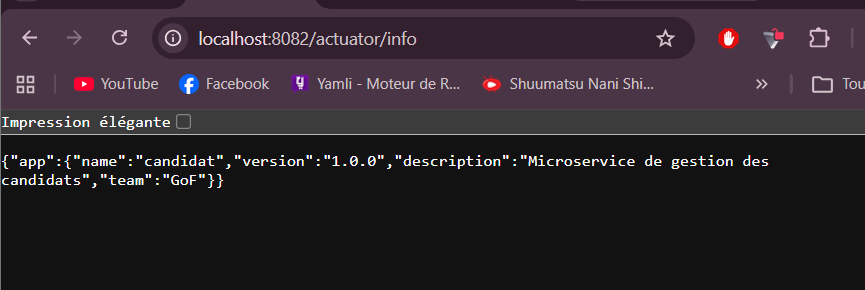 localhost:8082/actuator/info
YouTube
Facebook
Yamli - Moteur de R...
Shuumatsu Nani Shi...
»
Tou
Impression élégante
{"app":{"name":"candidat","version":"1.0.0","description":"Microservice de gestion des
candidats","team":"GoF"}}